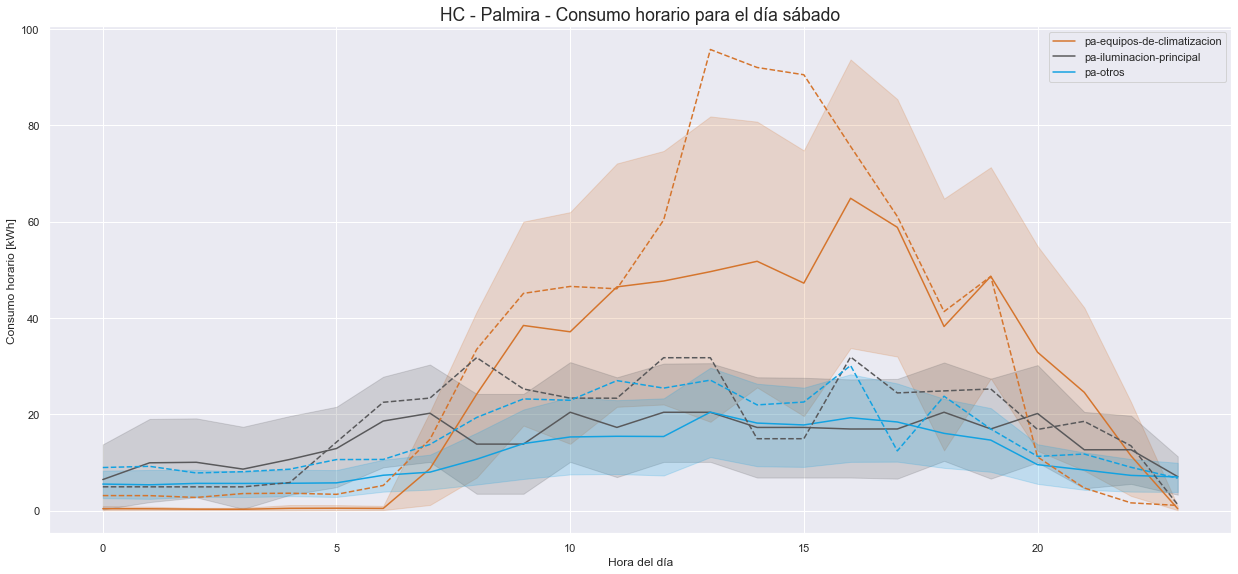 HC - Palmira - Consumo horario para el día sábado
100
80
60
40
20
0
Consumo horario [kWh]
pa-equipos-de-climatizacion
pa-iluminacion-principal
pa-otros
0 5 10 15 20
Hora del día